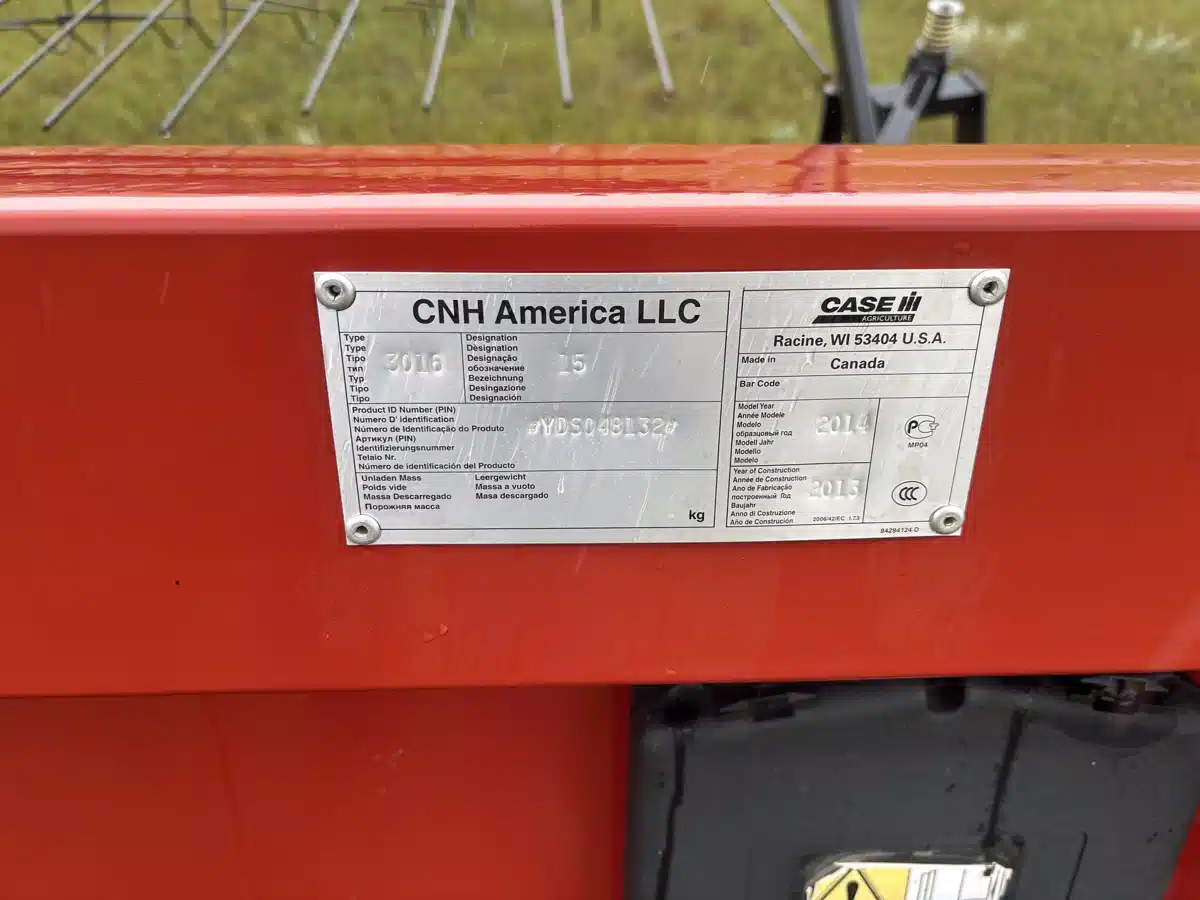 CNH America LLC
Type
Type
Tipo
тип
Typ
Tipo
Tipo
3016
Designation
Dèsignation
Designação
обозначение
Bezeichnung
Desingazione
Designación
15
Product ID Number (PIN)
Numero D' identification
Número de Identificação do Produto
Артикул (PIN)
Identifizierungsnummer
Telaio Nr.
Número de identificación del Producto
#YDS048132#
Unladen Mass
Poids vide
Massa Descarregado
Порожняя масса
Leergewicht
Massa a vuoto
Masa descargado
kg
CASE IH
AGRICULTURE
Racine, WI 53404 U.S.A.
Made in
Canada
Bar Code
Model Year
Année Modele
Modelo
образцовый год
Modell Jahr
Modello
Modelo
2014
Year of Construction
Année de Construction
Ano de Fabricação
построенный Год
Baujahr
Anno di Costruzione
Año de Construción
2013
2006/42/EC 1.7.3
MP04
CCC
84294124 D